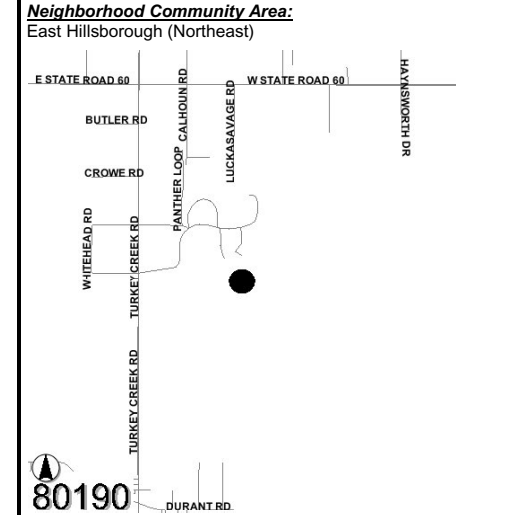 Neighborhood Community Area:
East Hillsborough (Northeast)
E STATE ROAD 60
W STATE ROAD 60
CALHOUN RD
LUCKASAVAGE RD
HAYNSWORTH DR
BUTLER RD
CROWE RD
PANTHER LOOP
WHITEHEAD RD
TURKEY CREEK RD
TURKEY CREEK RD
80190
DURANT RD